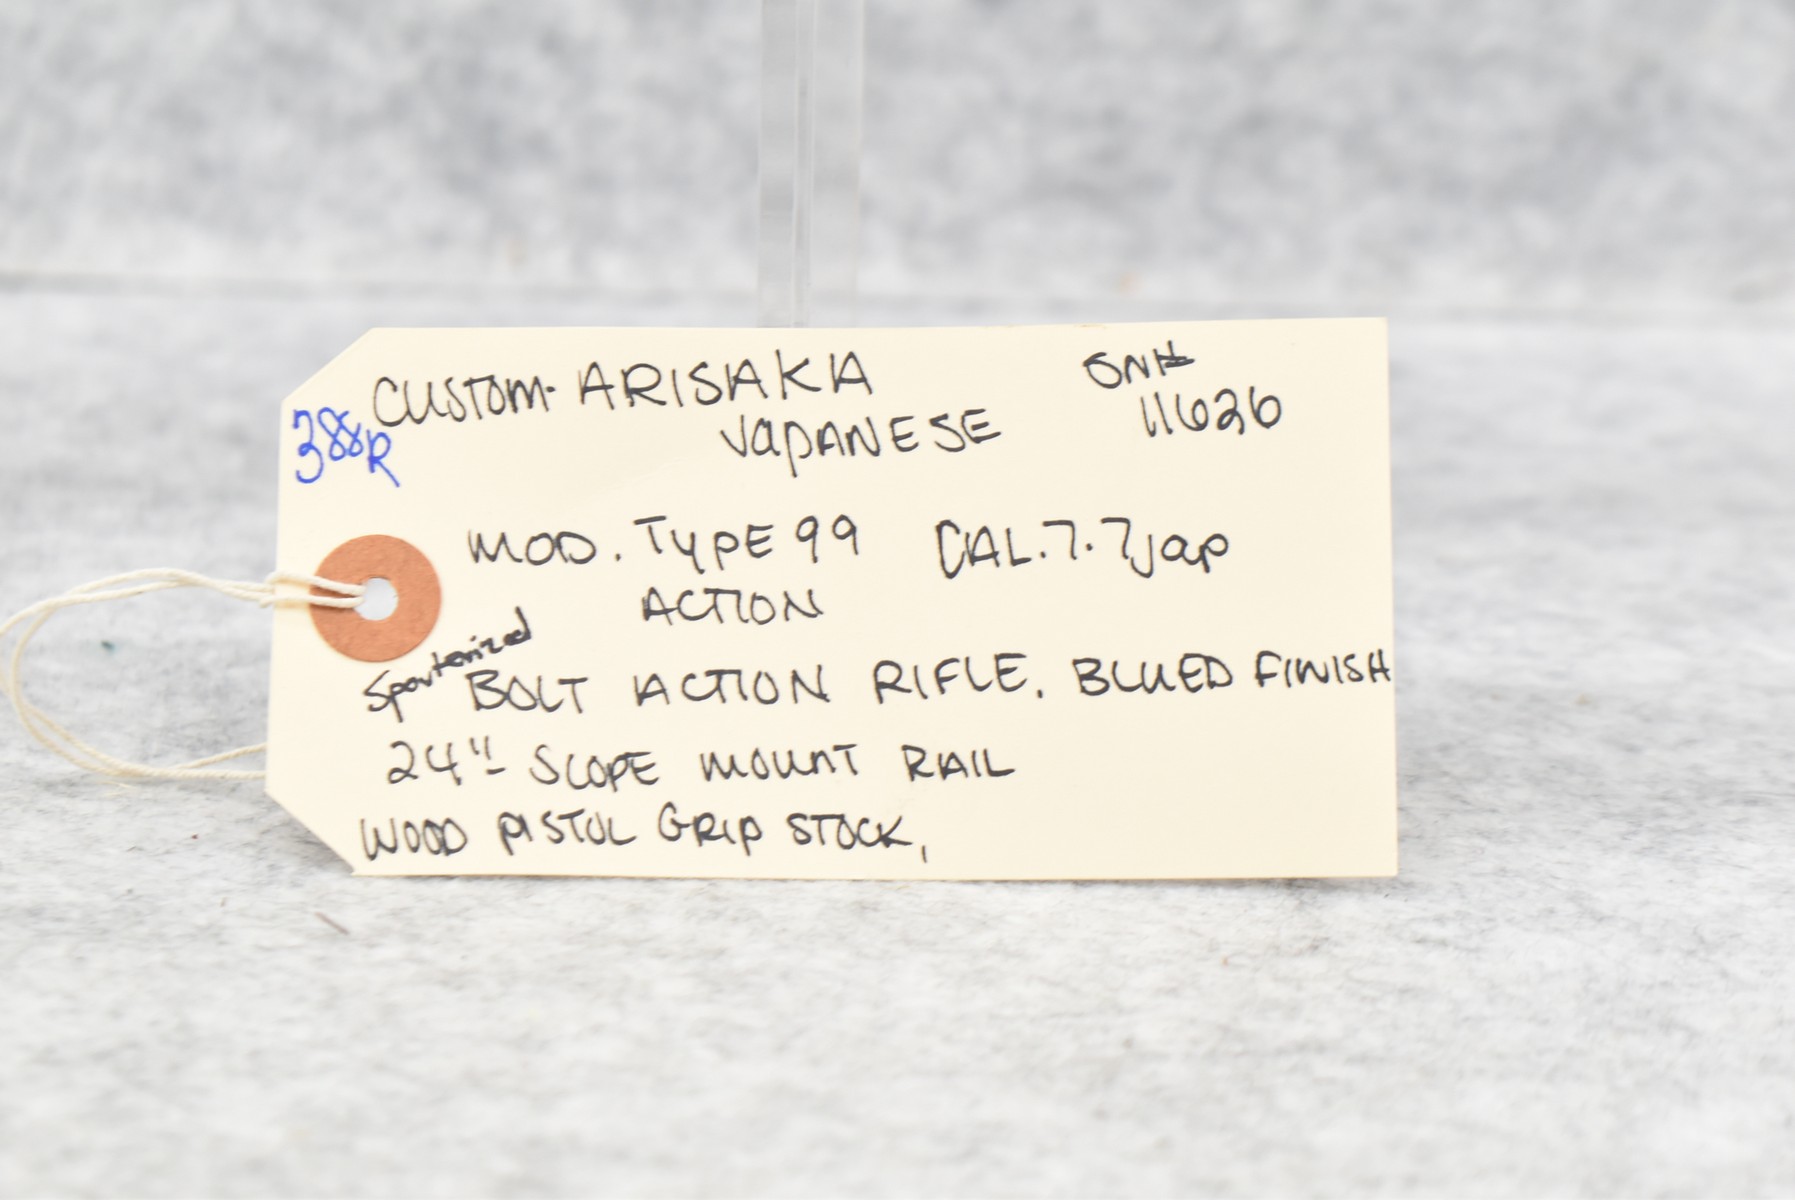 CUSTOM- ARISAKA
JAPANESE
SN#
11626
388R
MOD. TYPE 99 CAL. 7.7 Jap
ACTION
Sporterized
BOLT ACTION RIFLE. BLUED FINISH
24"- SCOPE MOUNT RAIL
WOOD PISTOL GRIP STOCK,